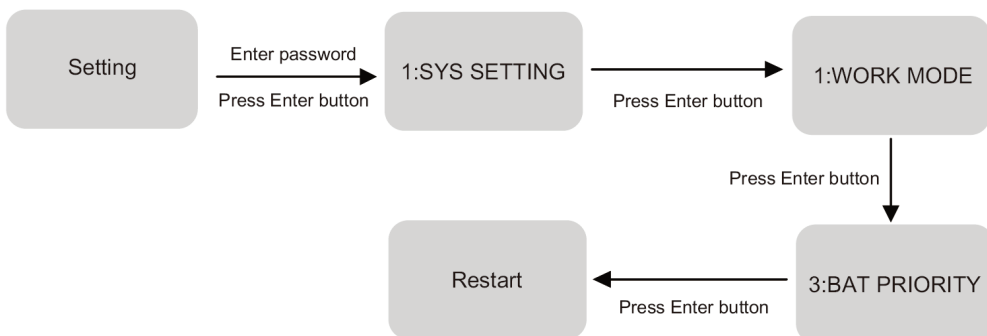 Setting
Enter password
Press Enter button
1:SYS SETTING
Press Enter button
1:WORK MODE
Press Enter button
3:BAT PRIORITY
Press Enter button
Restart